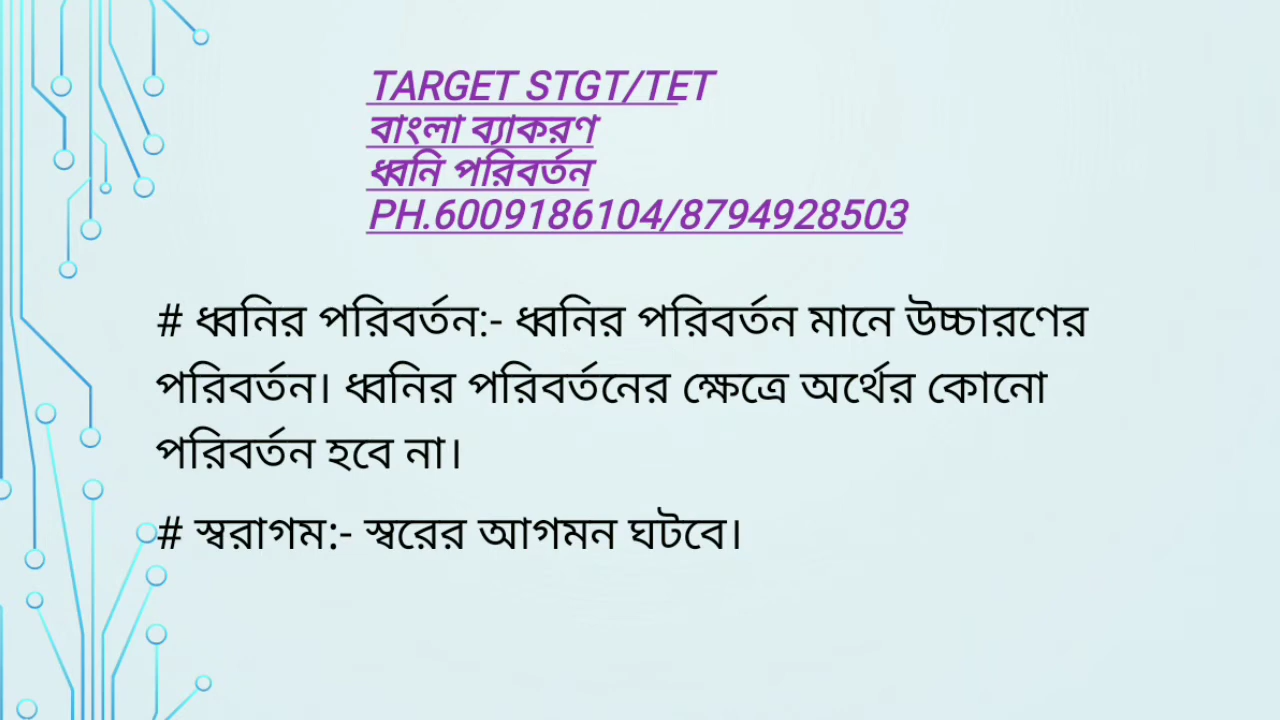 TARGET STGT/TET
বাংলা ব্যাকরণ
ধ্বনি পরিবর্তন
PH.6009186104/8794928503
# ধ্বনির পরিবর্তন:- ধ্বনির পরিবর্তন মানে উচ্চারণের
পরিবর্তন। ধ্বনির পরিবর্তনের ক্ষেত্রে অর্থের কোনো
পরিবর্তন হবে না।
# স্বরাগম:- স্বরের আগমন ঘটবে।